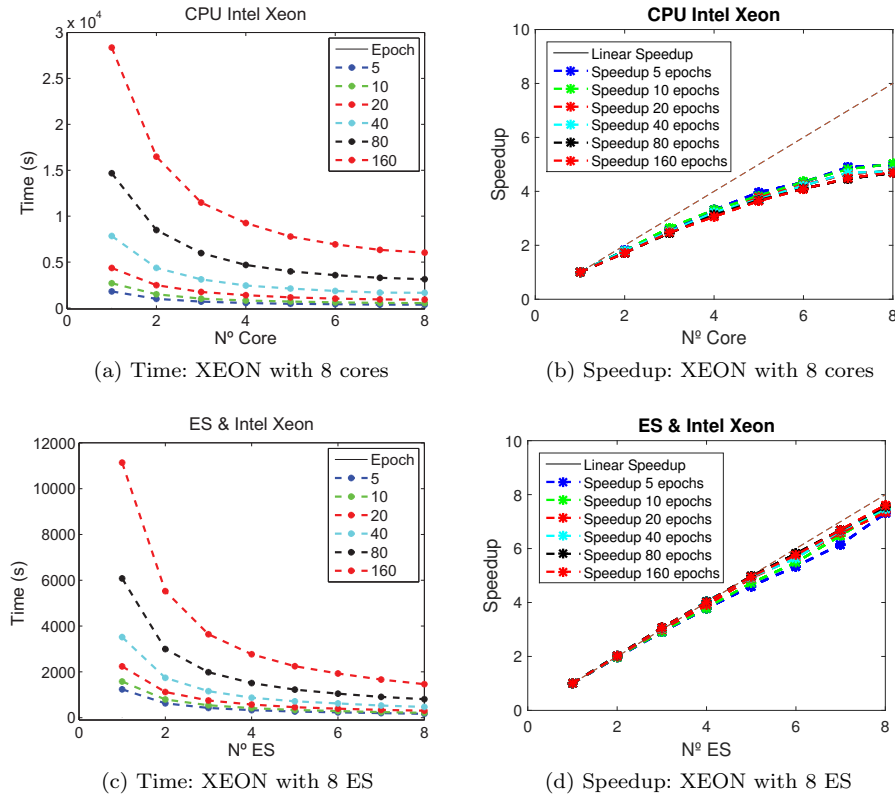 CPU Intel Xeon
3 x 10⁴
2.5
2
1.5
1
0.5
0
Time (s)
0 2 4 6 8
Nº Core
Epoch
5
10
20
40
80
160
(a) Time: XEON with 8 cores
CPU Intel Xeon
10
8
6
4
2
0
Speedup
0 2 4 6 8
Nº Core
Linear Speedup
Speedup 5 epochs
Speedup 10 epochs
Speedup 20 epochs
Speedup 40 epochs
Speedup 80 epochs
Speedup 160 epochs
(b) Speedup: XEON with 8 cores
ES & Intel Xeon
12000
10000
8000
6000
4000
2000
0
Time (s)
0 2 4 6 8
Nº ES
Epoch
5
10
20
40
80
160
(c) Time: XEON with 8 ES
ES & Intel Xeon
10
8
6
4
2
0
Speedup
0 2 4 6 8
Nº ES
Linear Speedup
Speedup 5 epochs
Speedup 10 epochs
Speedup 20 epochs
Speedup 40 epochs
Speedup 80 epochs
Speedup 160 epochs
(d) Speedup: XEON with 8 ES